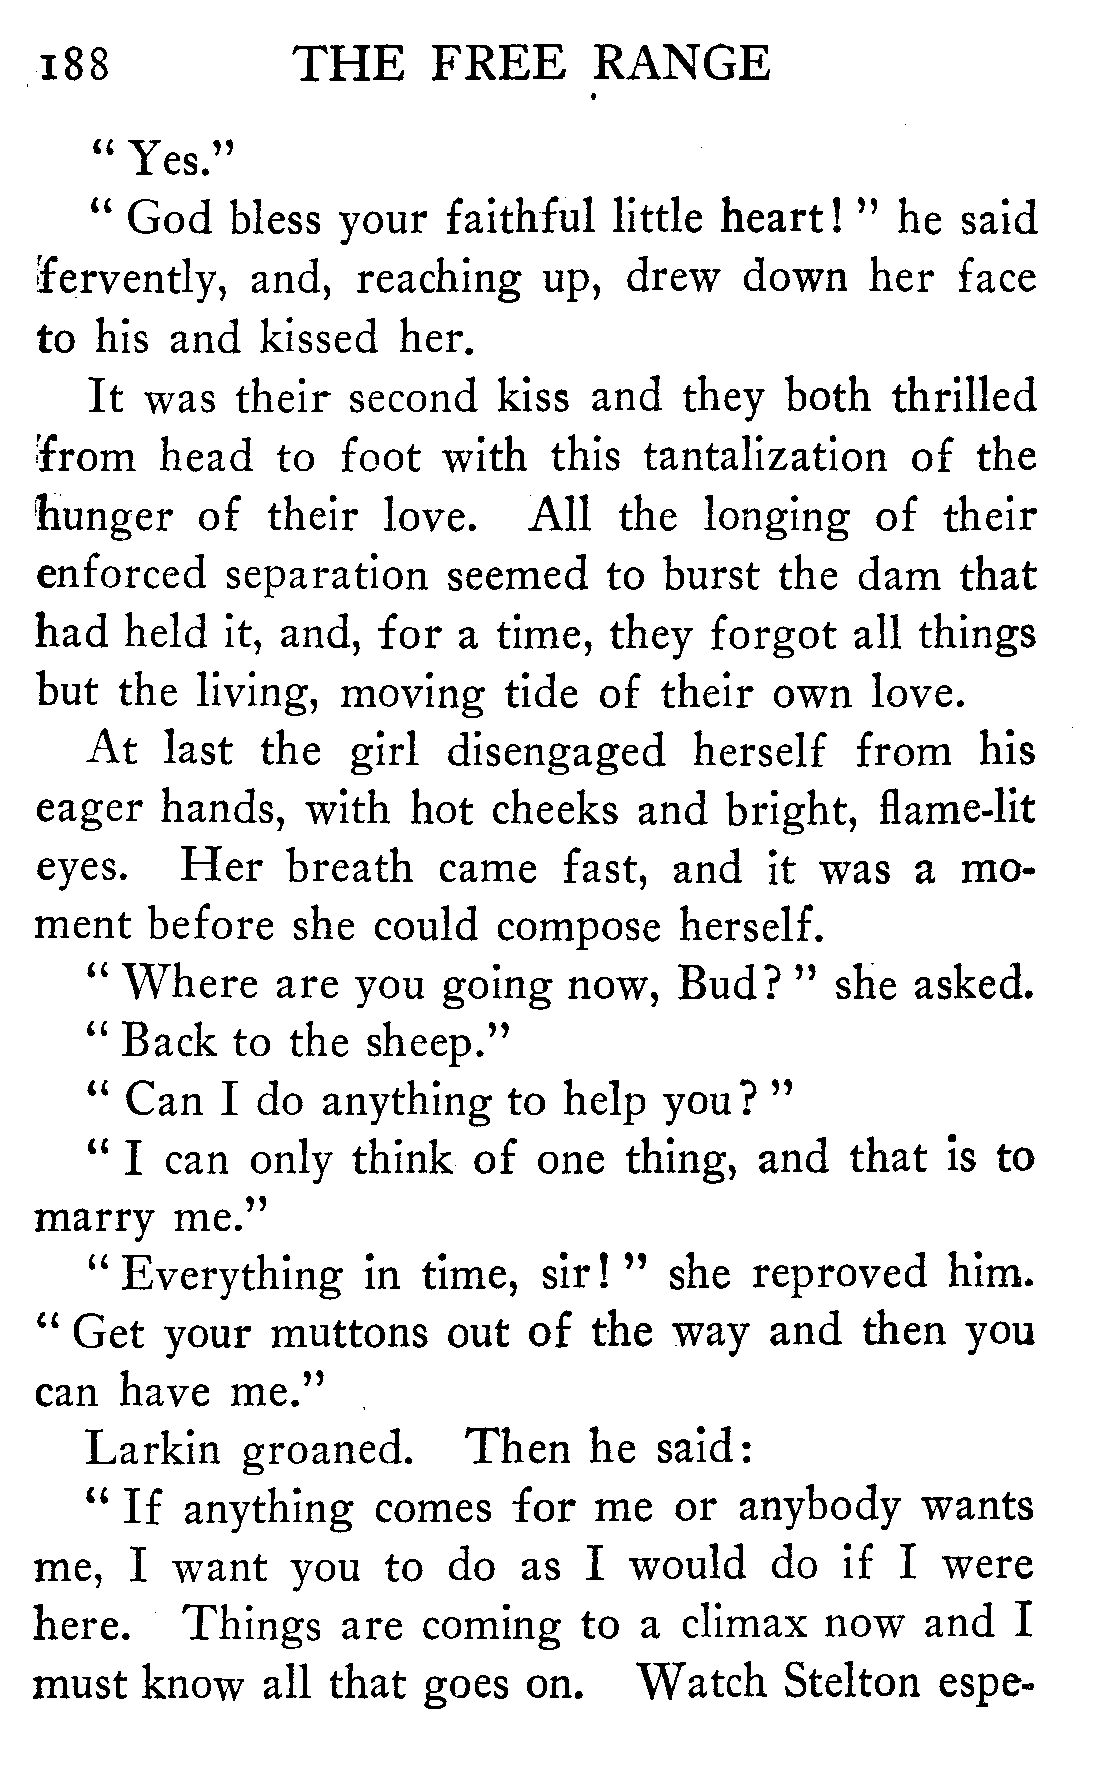 188 THE FREE RANGE
" Yes."
" God bless your faithful little heart! " he said
fervently, and, reaching up, drew down her face
to his and kissed her.
It was their second kiss and they both thrilled
from head to foot with this tantalization of the
hunger of their love. All the longing of their
enforced separation seemed to burst the dam that
had held it, and, for a time, they forgot all things
but the living, moving tide of their own love.
At last the girl disengaged herself from his
eager hands, with hot cheeks and bright, flame-lit
eyes. Her breath came fast, and it was a mo-
ment before she could compose herself.
" Where are you going now, Bud? " she asked.
" Back to the sheep."
" Can I do anything to help you? "
" I can only think of one thing, and that is to
marry me."
" Everything in time, sir! " she reproved him.
" Get your muttons out of the way and then you
can have me."
Larkin groaned. Then he said:
" If anything comes for me or anybody wants
me, I want you to do as I would do if I were
here. Things are coming to a climax now and I
must know all that goes on. Watch Stelton espe-